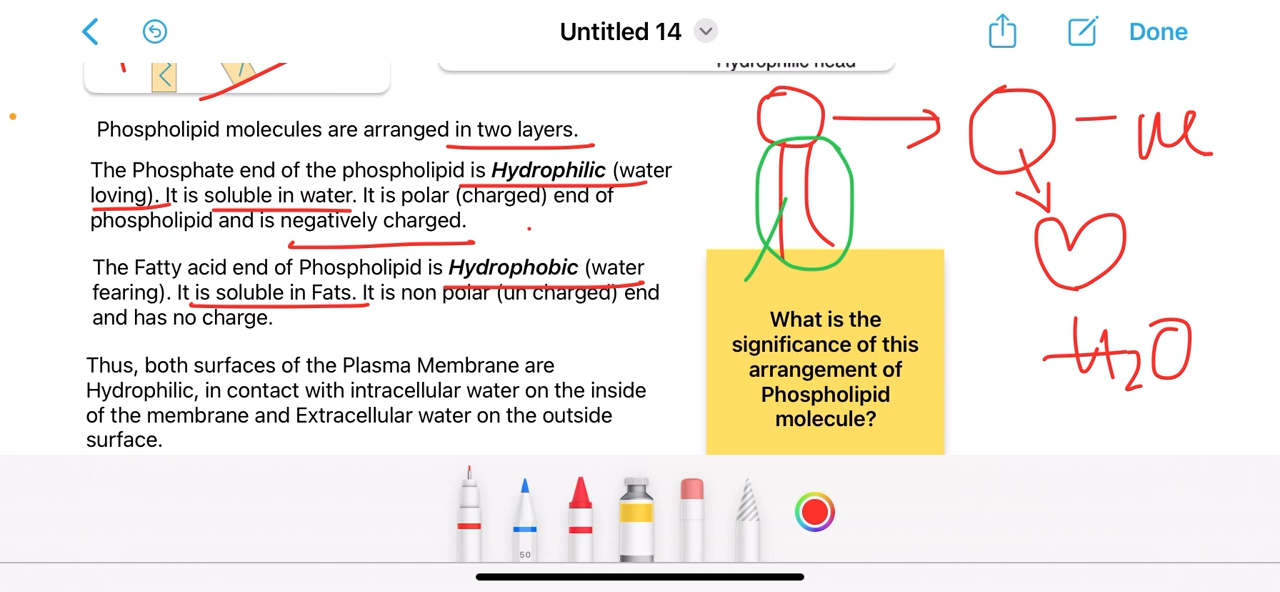 Untitled 14
Done
Hydrophilic head
Phospholipid molecules are arranged in two layers.
The Phosphate end of the phospholipid is Hydrophilic (water
loving). It is soluble in water. It is polar (charged) end of
phospholipid and is negatively charged.
The Fatty acid end of Phospholipid is Hydrophobic (water
fearing). It is soluble in Fats. It is non polar (un charged) end
and has no charge.
Thus, both surfaces of the Plasma Membrane are
Hydrophilic, in contact with intracellular water on the inside
of the membrane and Extracellular water on the outside
surface.
What is the
significance of this
arrangement of
Phospholipid
molecule?
- ve
H2O
50